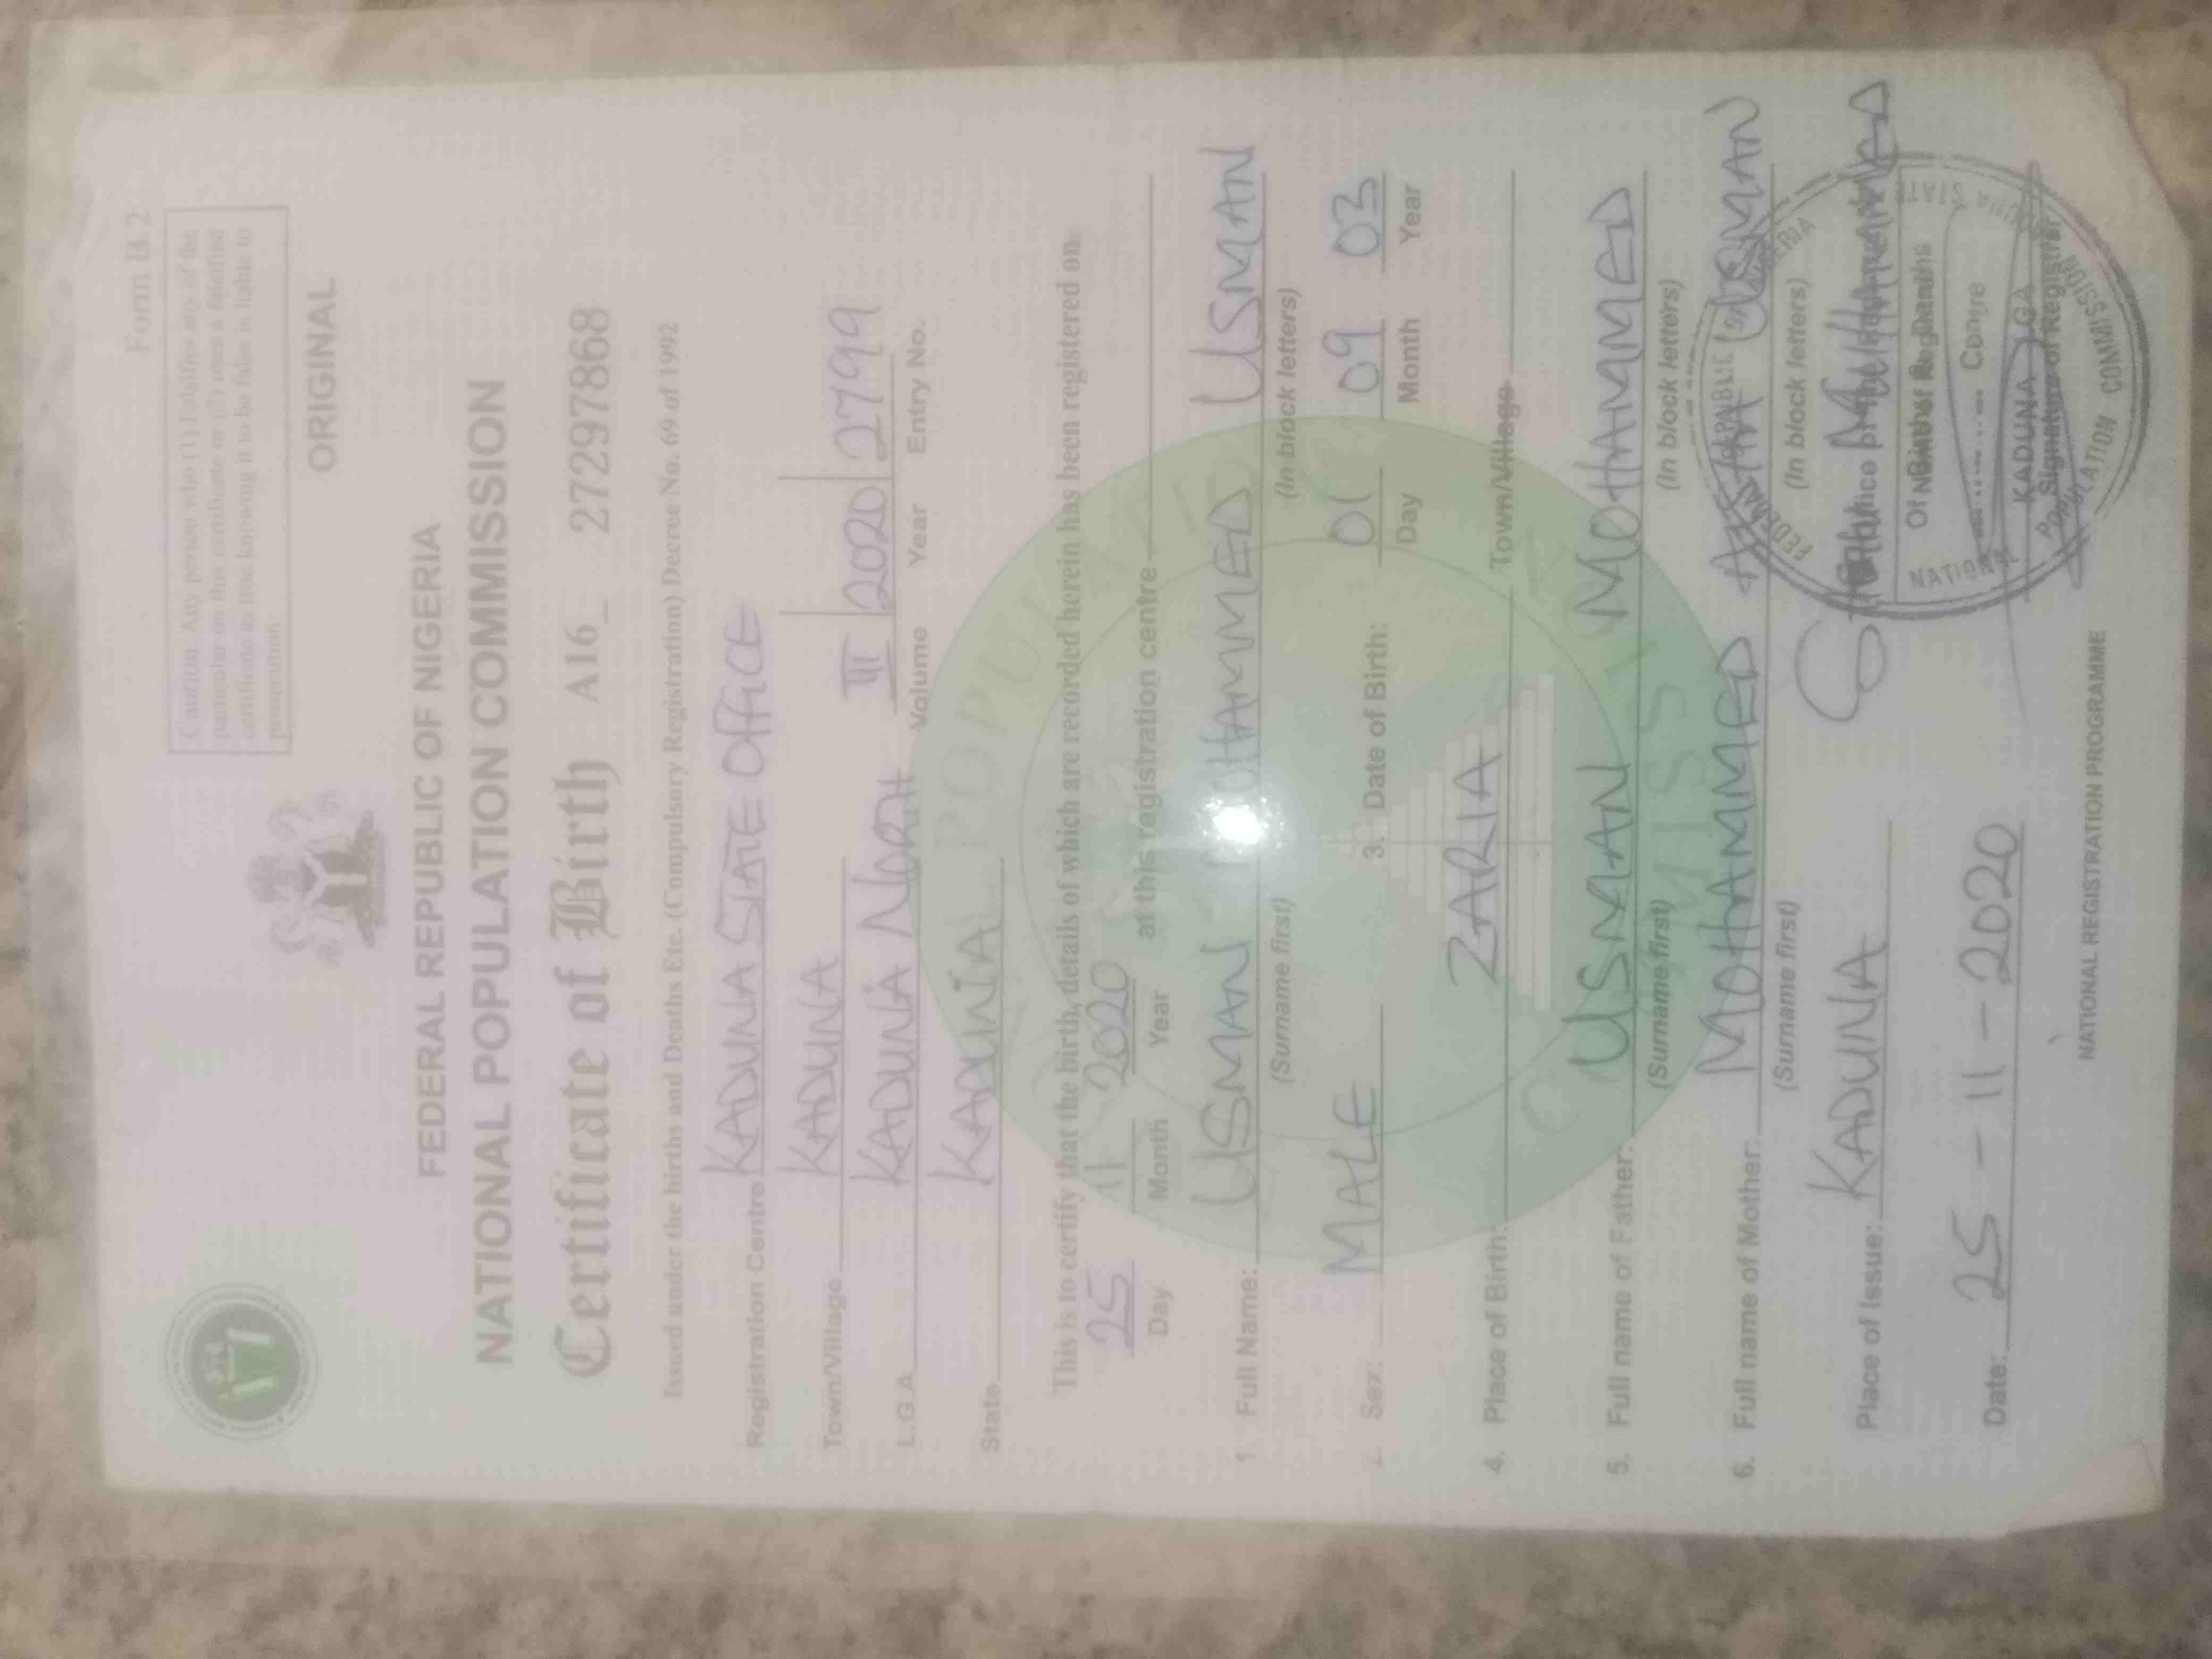 Form B.2
Caution: Any person who (1) falsifies any of the
particular on this certificate or (2) uses a falsified
certificate as true knowing it to be false is liable to
prosecution
ORIGINAL
FEDERAL REPUBLIC OF NIGERIA
NATIONAL POPULATION COMMISSION
Certificate of Birth A16_ 27297868
Issued under the births and Deaths Etc. (Compulsory Registration) Decree No. 69 of 1992
Registration Centre KADUNA STATE OFFICE
Town/Village KADUNA
L.G.A. KADUNA NORTH III 2020 2799
Volume Year Entry No.
State KADUNA
This is to certify that the birth, details of which are recorded herein has been registered on
25 11 2020 at this registration centre
Day Month Year
1. Full Name: USMAN MOHAMMED USMAN
(Surname first) (In block letters)
2. Sex: MALE 3. Date of Birth: 01 09 03
Day Month Year
4. Place of Birth: ZARIA Town/Village
5. Full name of Father: USMAN MOHAMMED
(Surname first) (In block letters)
6. Full name of Mother: MOHAMMED USMAN
(Surname first) (In block letters)
Place of Issue: KADUNA
Date: 25-11-2020
Signature of Registrar
NATIONAL POPULATION COMMISSION
KADUNA
NATIONAL REGISTRATION PROGRAMME